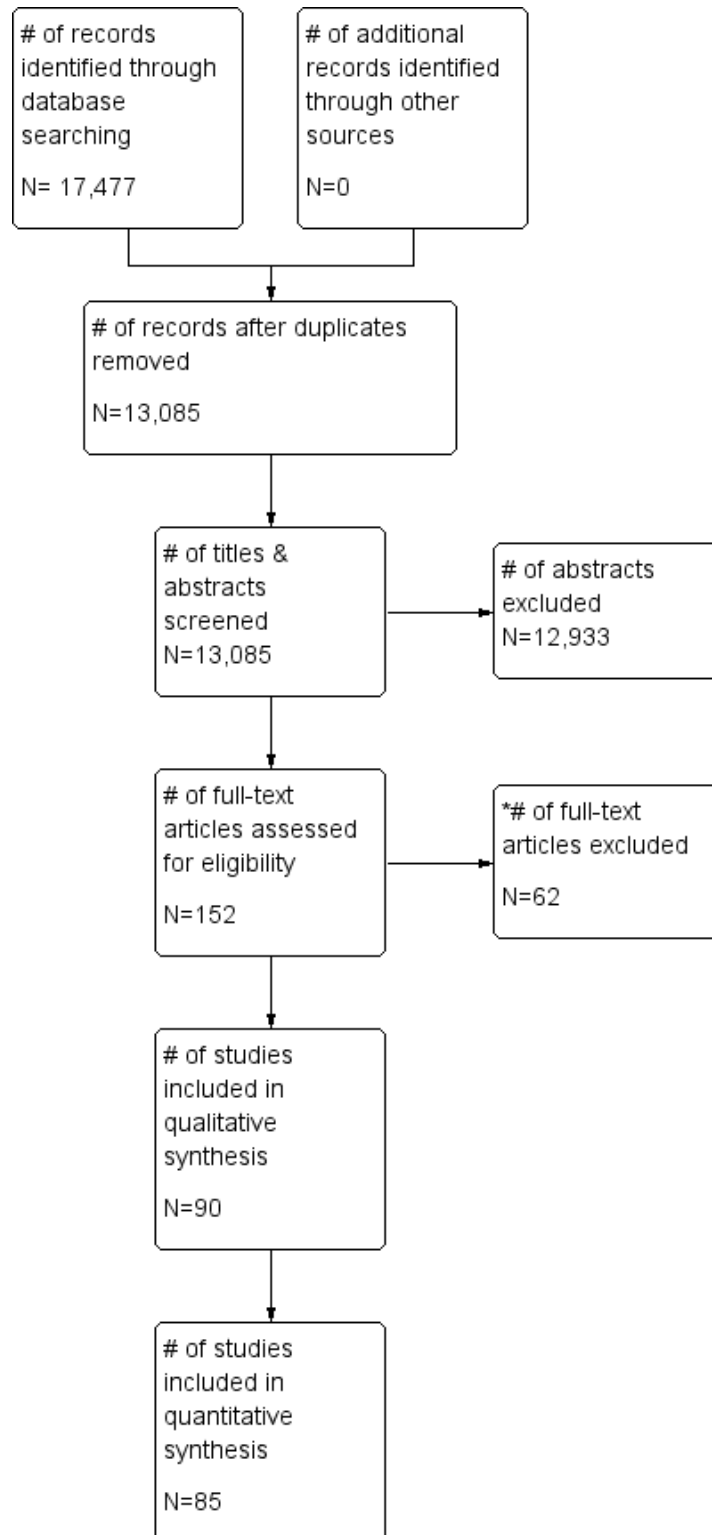 # of records
identified through
database
searching
N= 17,477
# of additional
records identified
through other
sources
N=0
# of records after duplicates
removed
N=13,085
# of titles &
abstracts
screened
N=13,085
# of abstracts
excluded
N=12,933
# of full-text
articles assessed
for eligibility
N=152
*# of full-text
articles excluded
N=62
# of studies
included in
qualitative
synthesis
N=90
# of studies
included in
quantitative
synthesis
N=85